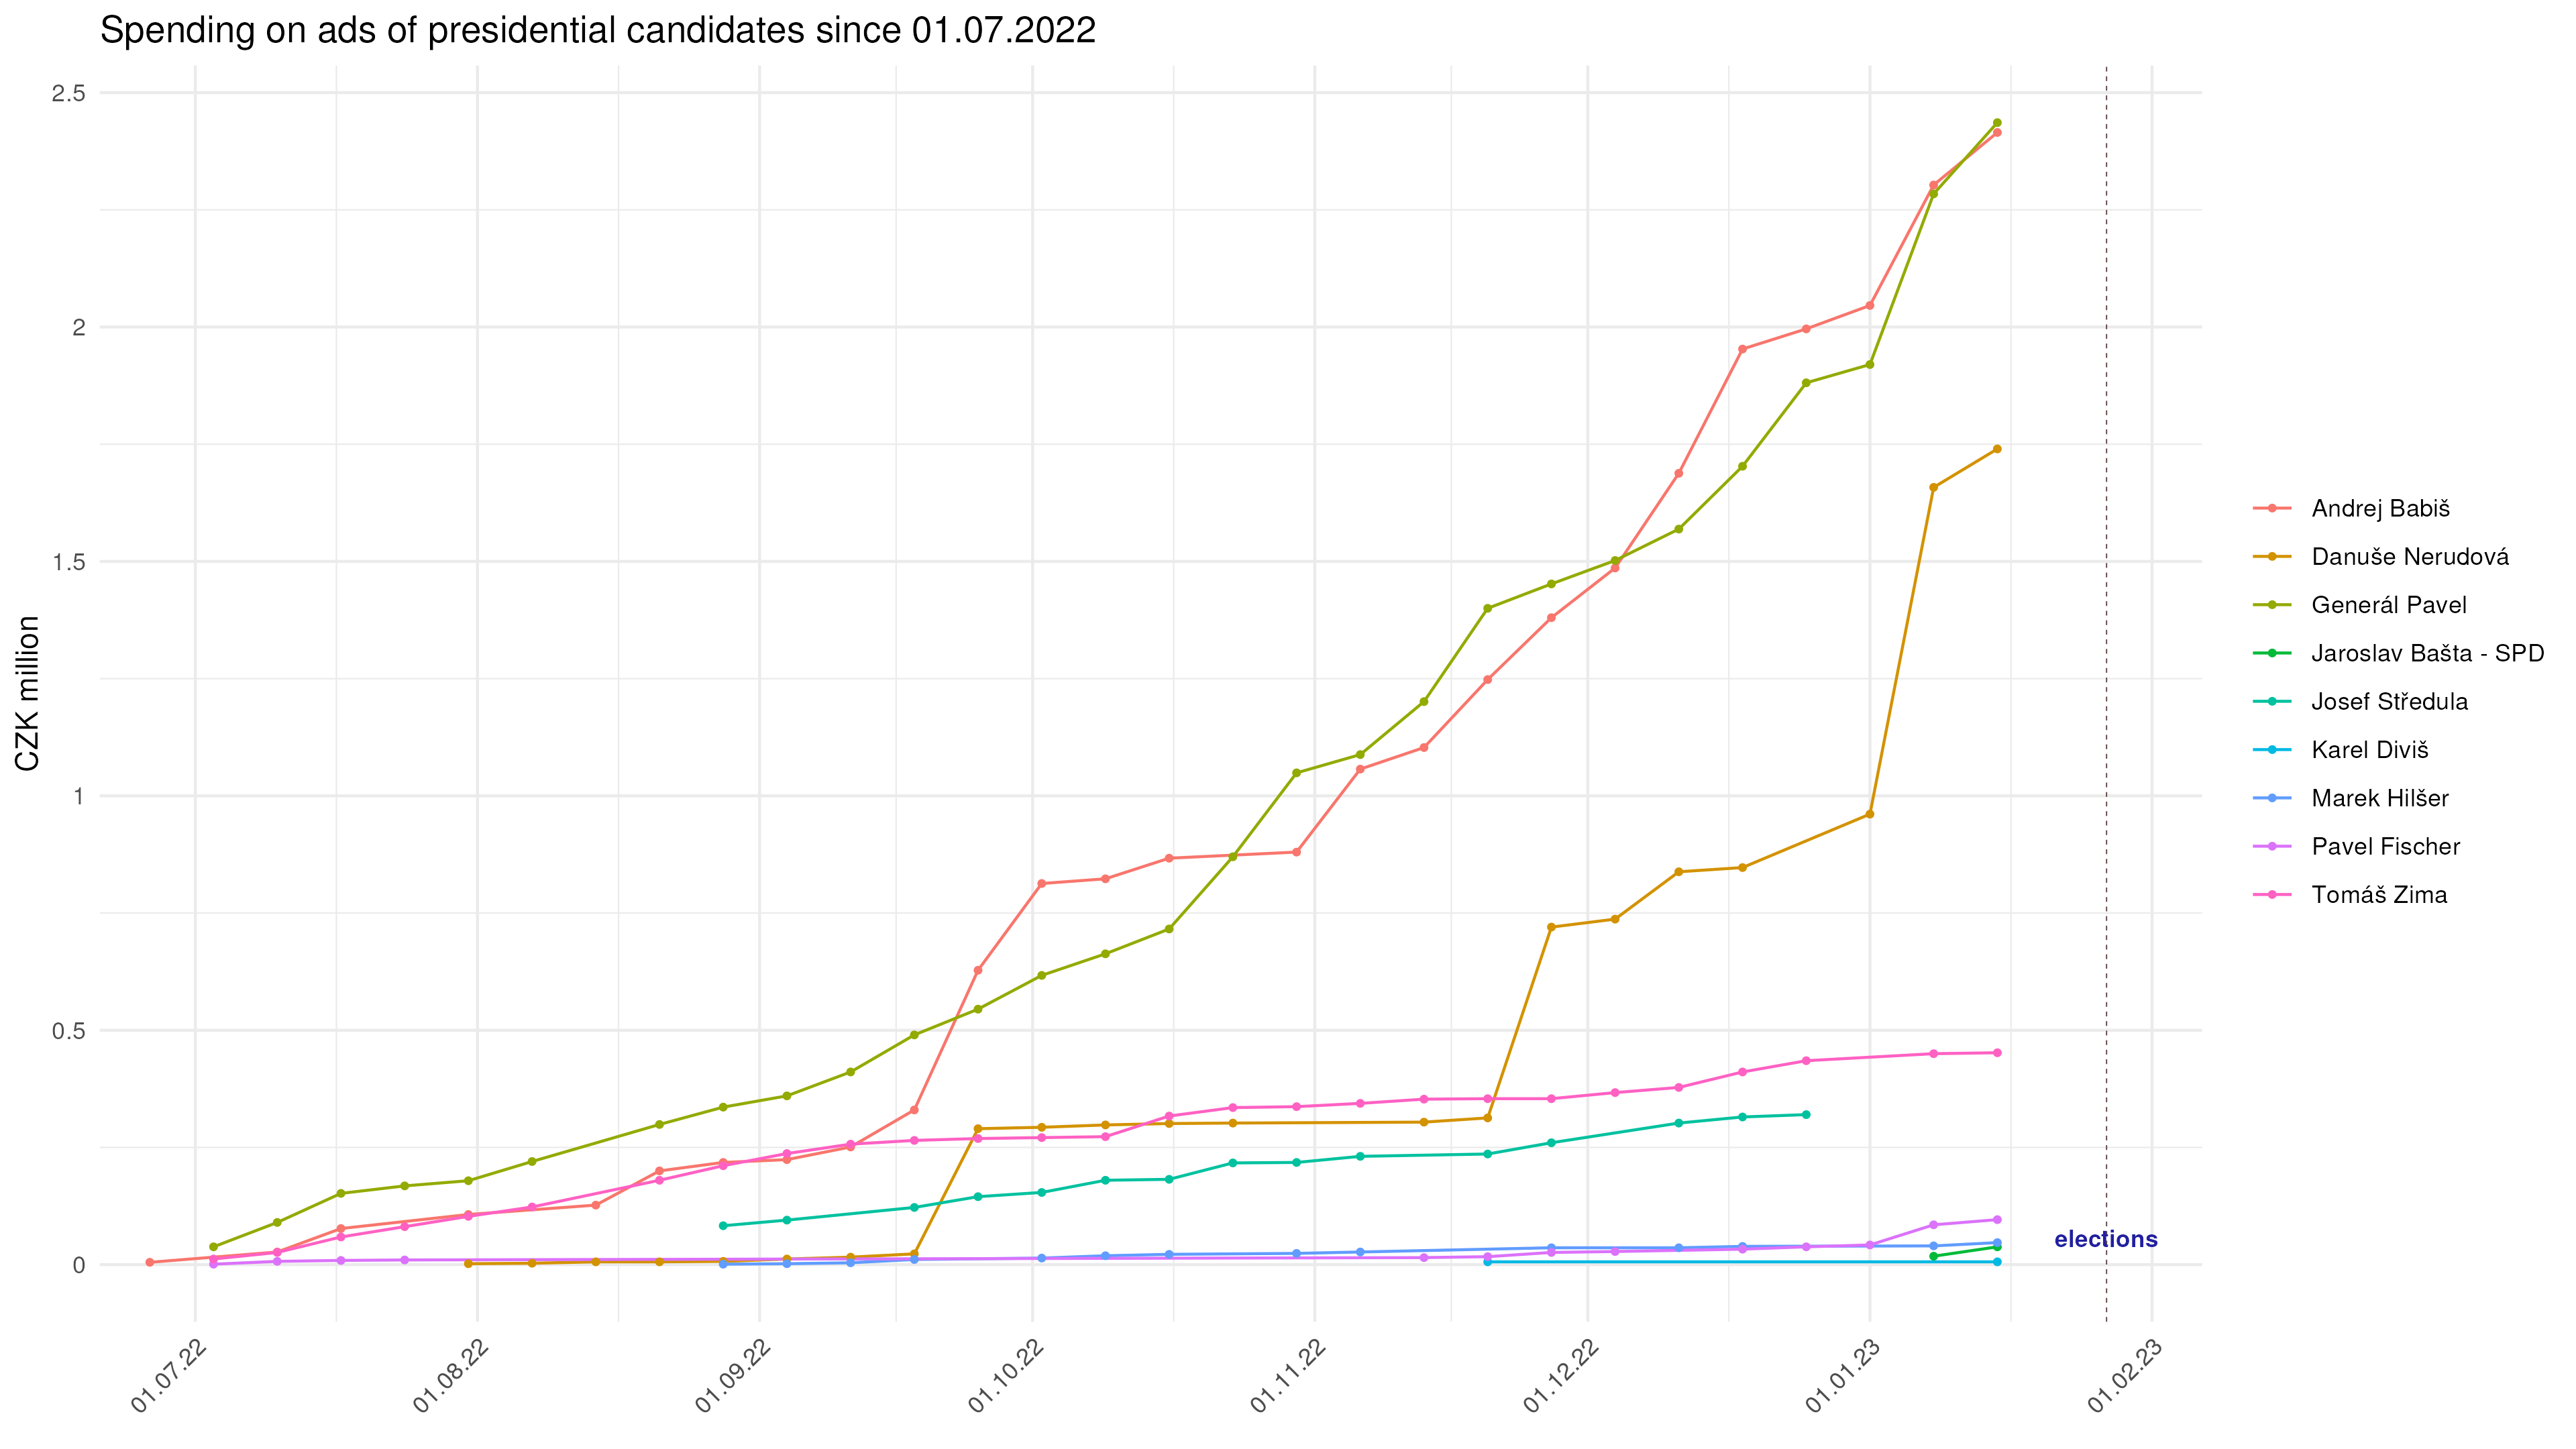 Spending on ads of presidential candidates since 01.07.2022
CZK million
2.5
2
1.5
1
0.5
0
elections
01.07.22
01.08.22
01.09.22
01.10.22
01.11.22
01.12.22
01.01.23
01.02.23
Andrej Babiš
Danuše Nerudová
Generál Pavel
Jaroslav Bašta - SPD
Josef Středula
Karel Diviš
Marek Hilšer
Pavel Fischer
Tomáš Zima